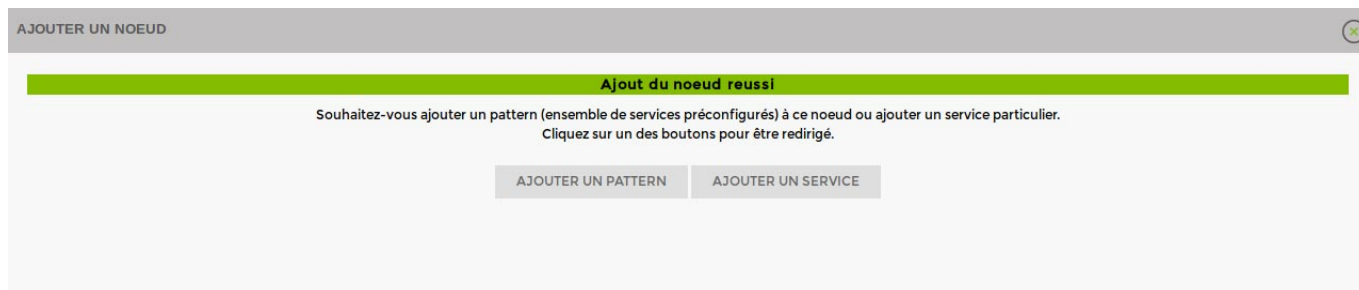 AJOUTER UN NOEUD
Ajout du noeud reussi
Souhaitez-vous ajouter un pattern (ensemble de services préconfigurés) à ce noeud ou ajouter un service particulier.
Cliquez sur un des boutons pour être redirigé.
AJOUTER UN PATTERN AJOUTER UN SERVICE